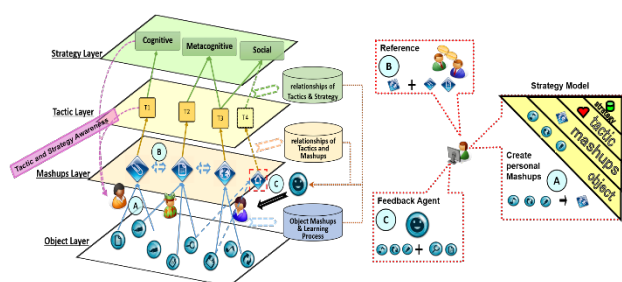 Strategy Layer
Cognitive
Metacognitive
Social
relationships of
Tactics & Strategy
Tactic Layer
T1
T2
T3
T4
Tactic and Strategy Awareness
relationships
of Tactics and
Mashups
Mashups Layer
B
C
A
Object Mashups
& Learning
Process
Object Layer
Reference
B
+
Strategy Model
strategy
tactic
mashups
object
Create
personal
Mashups
A
Feedback Agent
C
+